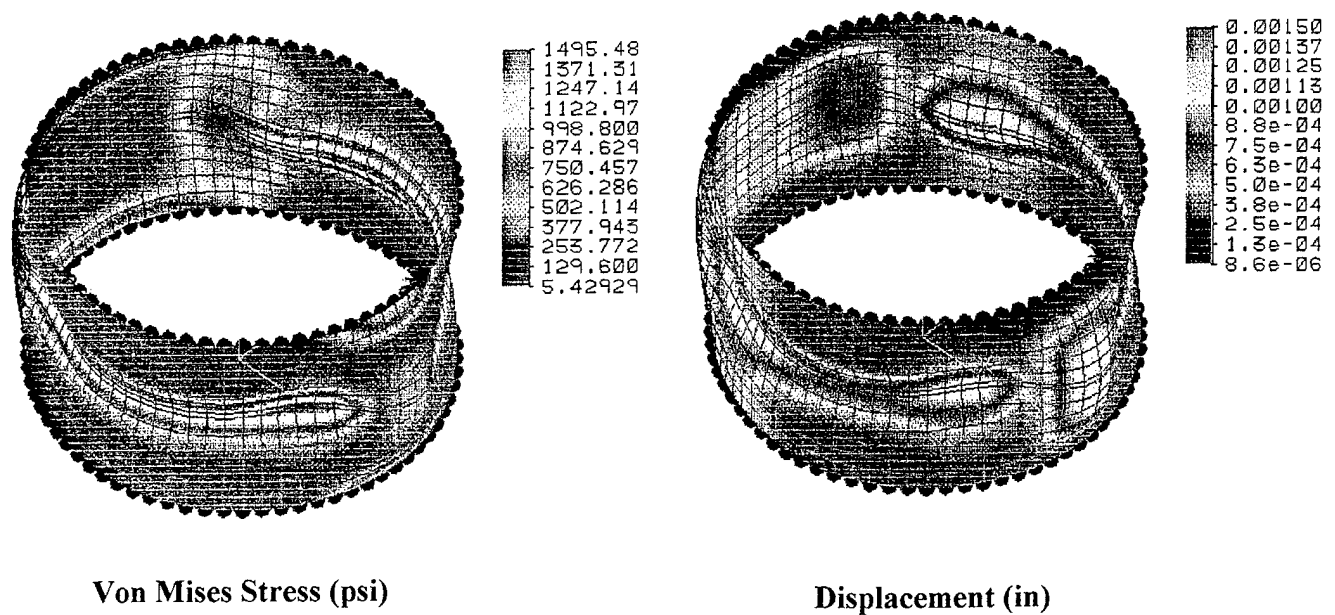 1495.48
1371.31
1247.14
1122.97
998.800
874.629
750.457
626.286
502.114
377.943
253.772
129.600
5.42929
0.00150
0.00137
0.00125
0.00113
0.00100
8.8e-04
7.5e-04
6.3e-04
5.0e-04
3.8e-04
2.5e-04
1.3e-04
8.6e-06
Von Mises Stress (psi)
Displacement (in)